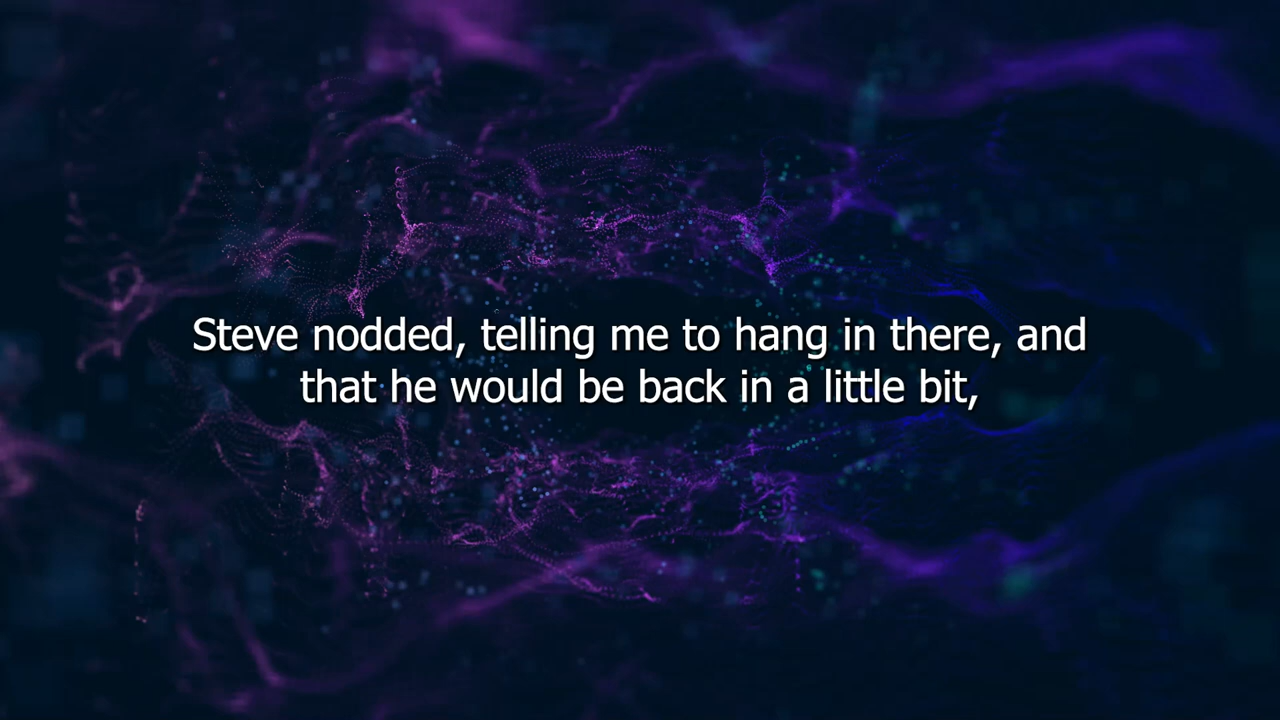 Steve nodded, telling me to hang in there, and
that he would be back in a little bit,